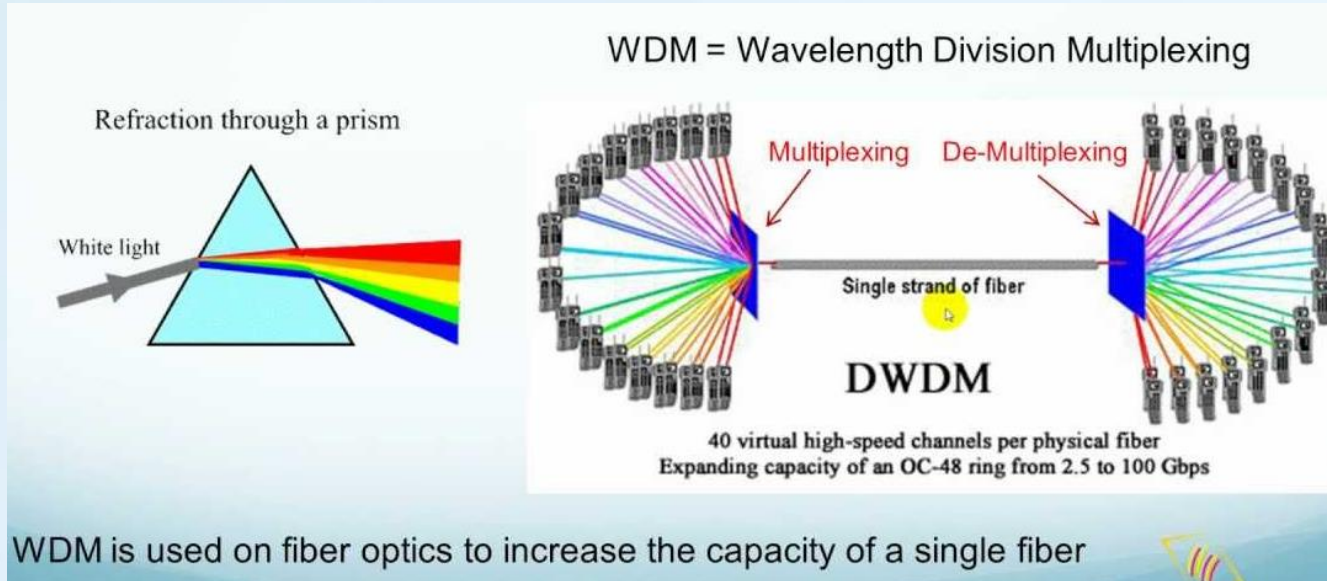 WDM = Wavelength Division Multiplexing
Refraction through a prism
White light
Multiplexing
De-Multiplexing
Single strand of fiber
DWDM
40 virtual high-speed channels per physical fiber
Expanding capacity of an OC-48 ring from 2.5 to 100 Gbps
WDM is used on fiber optics to increase the capacity of a single fiber